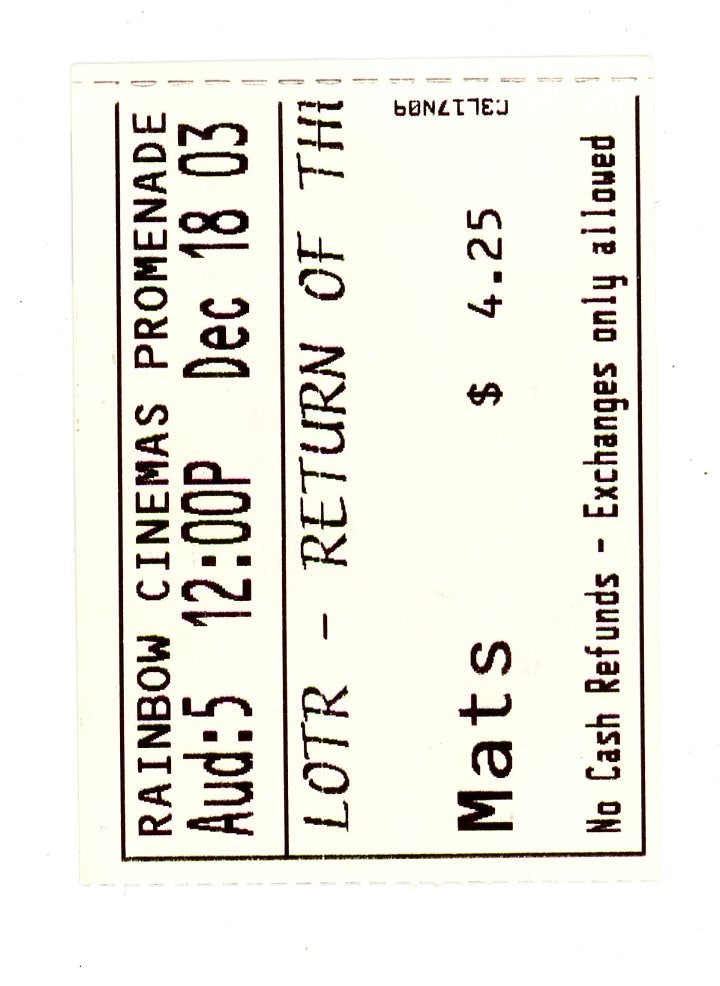 RAINBOW CINEMAS PROMENADE
Aud:5 12:00P Dec 18 03
LOTR - RETURN OF THE
Mats $ 4.25
No Cash Refunds - Exchanges only allowed
C3L17N09